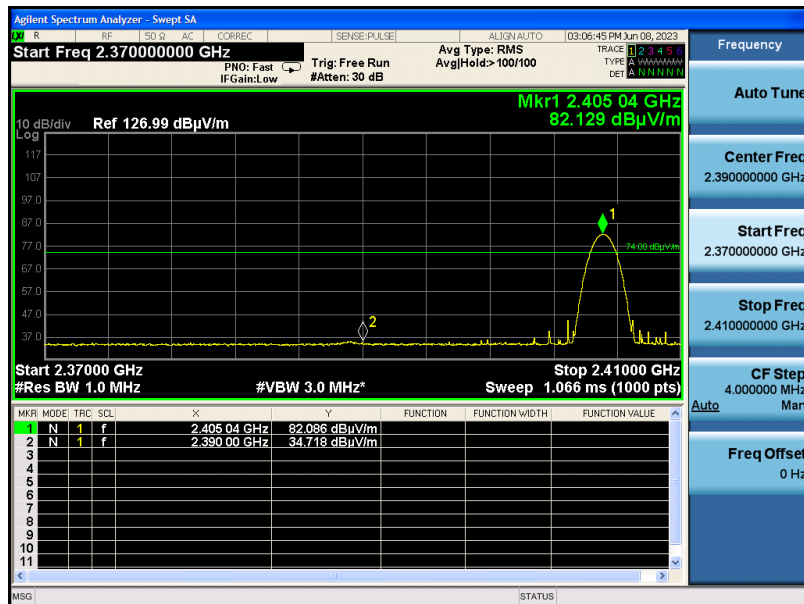 Agilent Spectrum Analyzer - Swept SA
LXI R RF 50 Ω AC CORREC SENSE:PULSE ALIGN AUTO 03:06:45 PM Jun 08, 2023
Start Freq 2.370000000 GHz
PNO: Fast
IFGain:Low
Trig: Free Run
#Atten: 30 dB
Avg Type: RMS
Avg|Hold:>100/100
TRACE 1 2 3 4 5 6
TYPE A WWWWW
DET A N N N N N
Mkr1 2.405 04 GHz
82.129 dBµV/m
10 dB/div Ref 126.99 dBµV/m
Log
117
107
97.0
87.0
77.0
67.0
57.0
47.0
37.0
1
74.00 dBµV/m
2
Start 2.37000 GHz Stop 2.41000 GHz
#Res BW 1.0 MHz #VBW 3.0 MHz* Sweep 1.066 ms (1000 pts)
MKR MODE TRC SCL X Y FUNCTION FUNCTION WIDTH FUNCTION VALUE
1 N 1 f 2.405 04 GHz 82.086 dBµV/m
2 N 1 f 2.390 00 GHz 34.718 dBµV/m
3
4
5
6
7
8
9
10
11
MSG STATUS
Frequency
Auto Tune
Center Freq
2.390000000 GHz
Start Freq
2.370000000 GHz
Stop Freq
2.410000000 GHz
CF Step
4.000000 MHz
Auto Man
Freq Offset
0 Hz